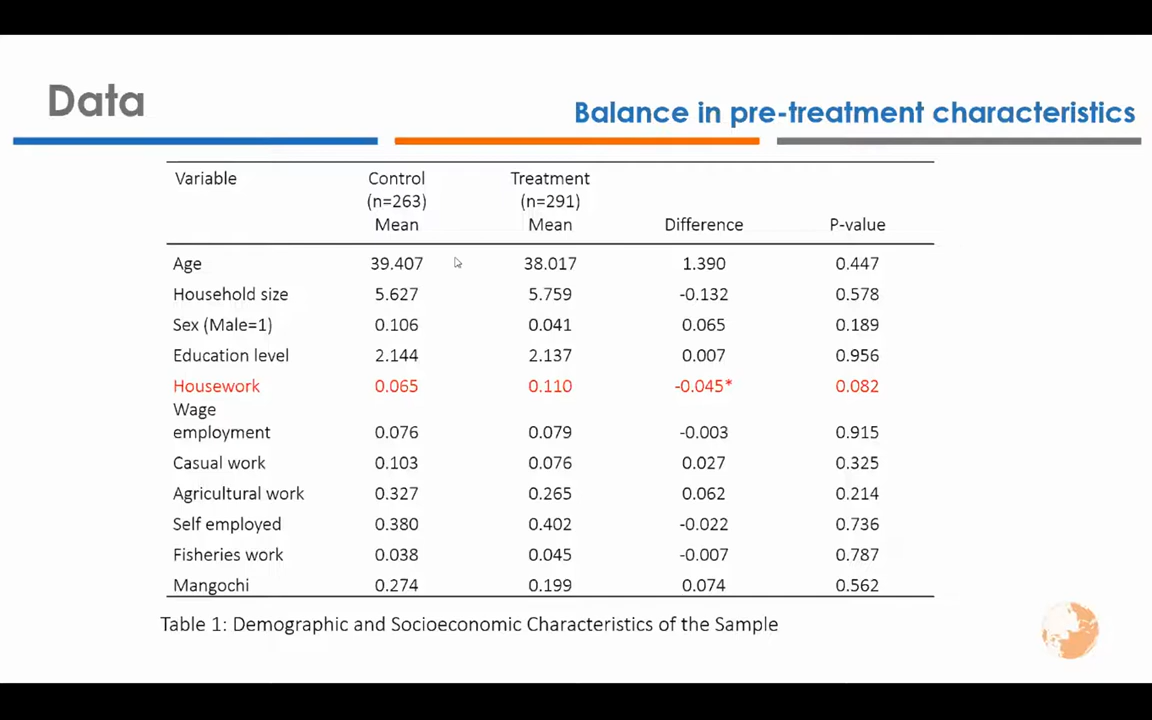 Data
Balance in pre-treatment characteristics
Variable Control Treatment
(n=263) (n=291)
Mean Mean Difference P-value
Age 39.407 38.017 1.390 0.447
Household size 5.627 5.759 -0.132 0.578
Sex (Male=1) 0.106 0.041 0.065 0.189
Education level 2.144 2.137 0.007 0.956
Housework 0.065 0.110 -0.045* 0.082
Wage
employment 0.076 0.079 -0.003 0.915
Casual work 0.103 0.076 0.027 0.325
Agricultural work 0.327 0.265 0.062 0.214
Self employed 0.380 0.402 -0.022 0.736
Fisheries work 0.038 0.045 -0.007 0.787
Mangochi 0.274 0.199 0.074 0.562
Table 1: Demographic and Socioeconomic Characteristics of the Sample